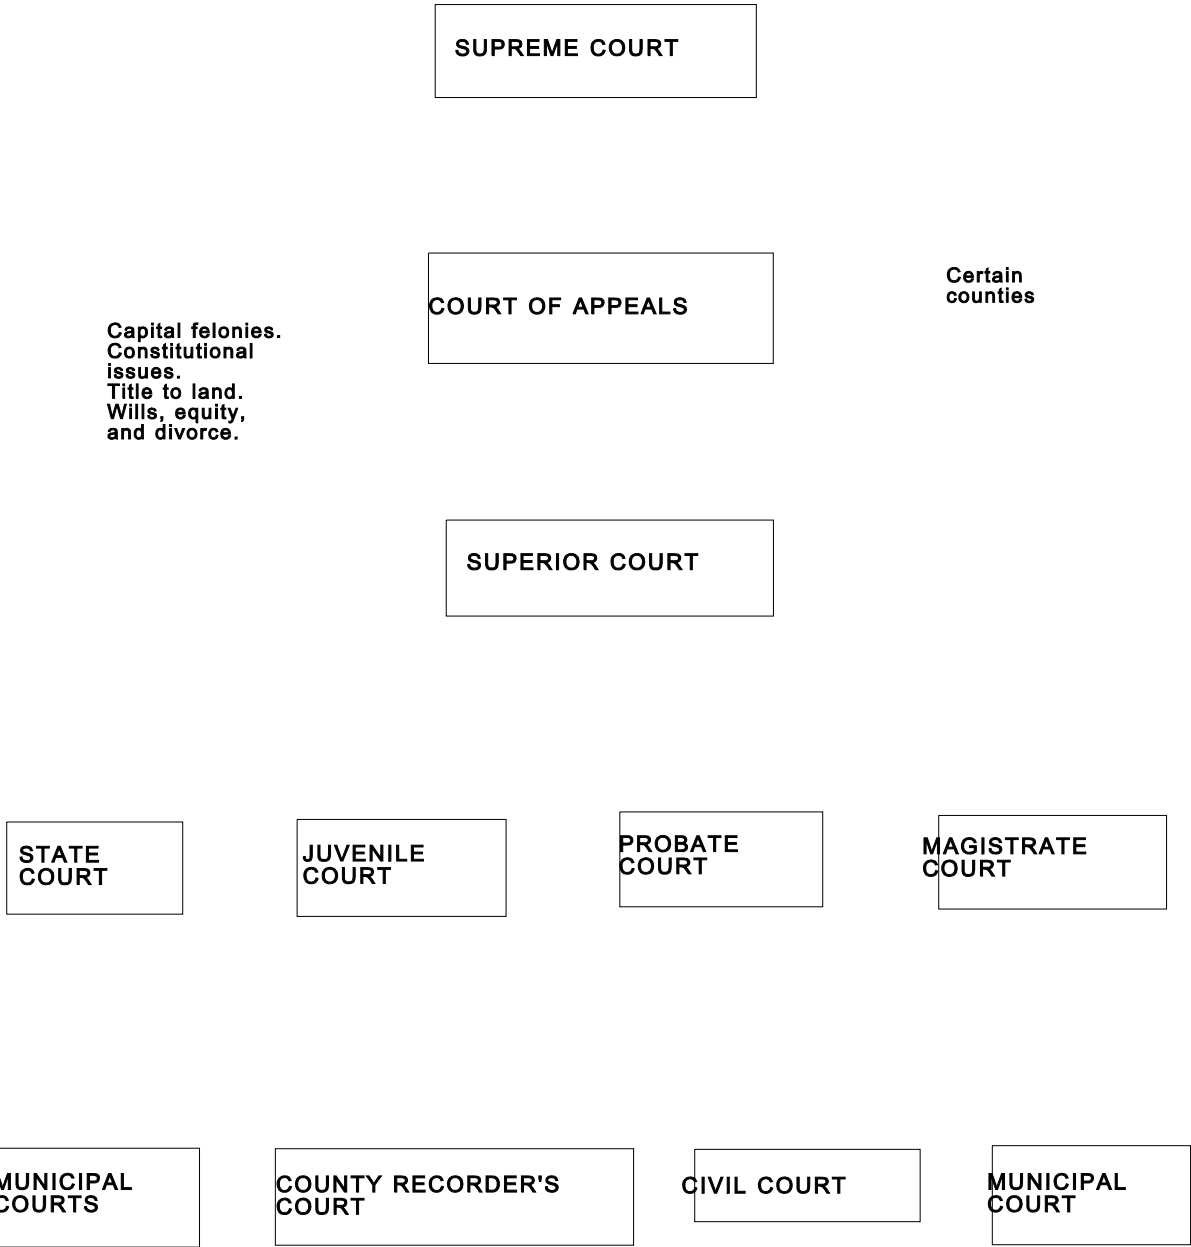 SUPREME COURT
Certain
counties
COURT OF APPEALS
Capital felonies.
Constitutional
issues.
Title to land.
Wills, equity,
and divorce.
SUPERIOR COURT
STATE
COURT
JUVENILE
COURT
PROBATE
COURT
MAGISTRATE
COURT
MUNICIPAL
COURTS
COUNTY RECORDER'S
COURT
CIVIL COURT
MUNICIPAL
COURT